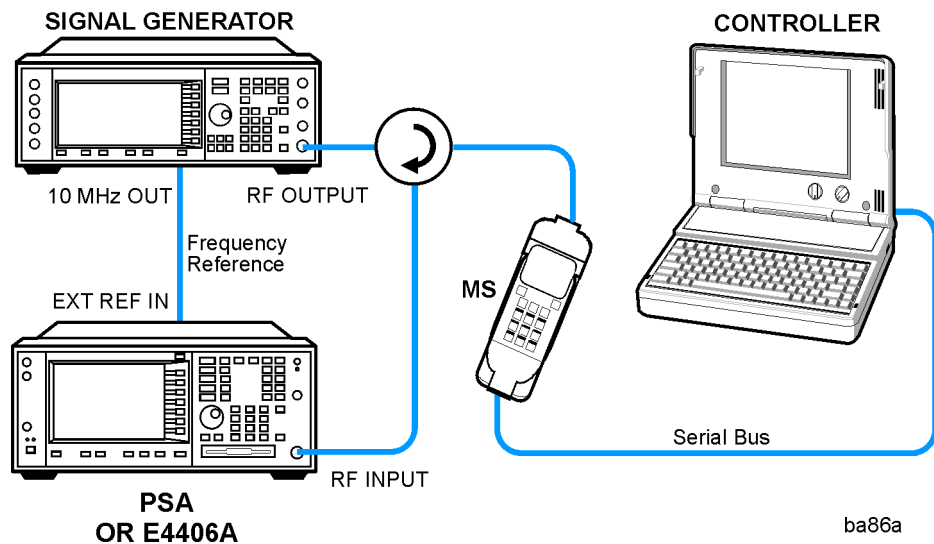 SIGNAL GENERATOR
CONTROLLER
10 MHz OUT
RF OUTPUT
Frequency
Reference
MS
EXT REF IN
Serial Bus
RF INPUT
PSA
OR E4406A
ba86a